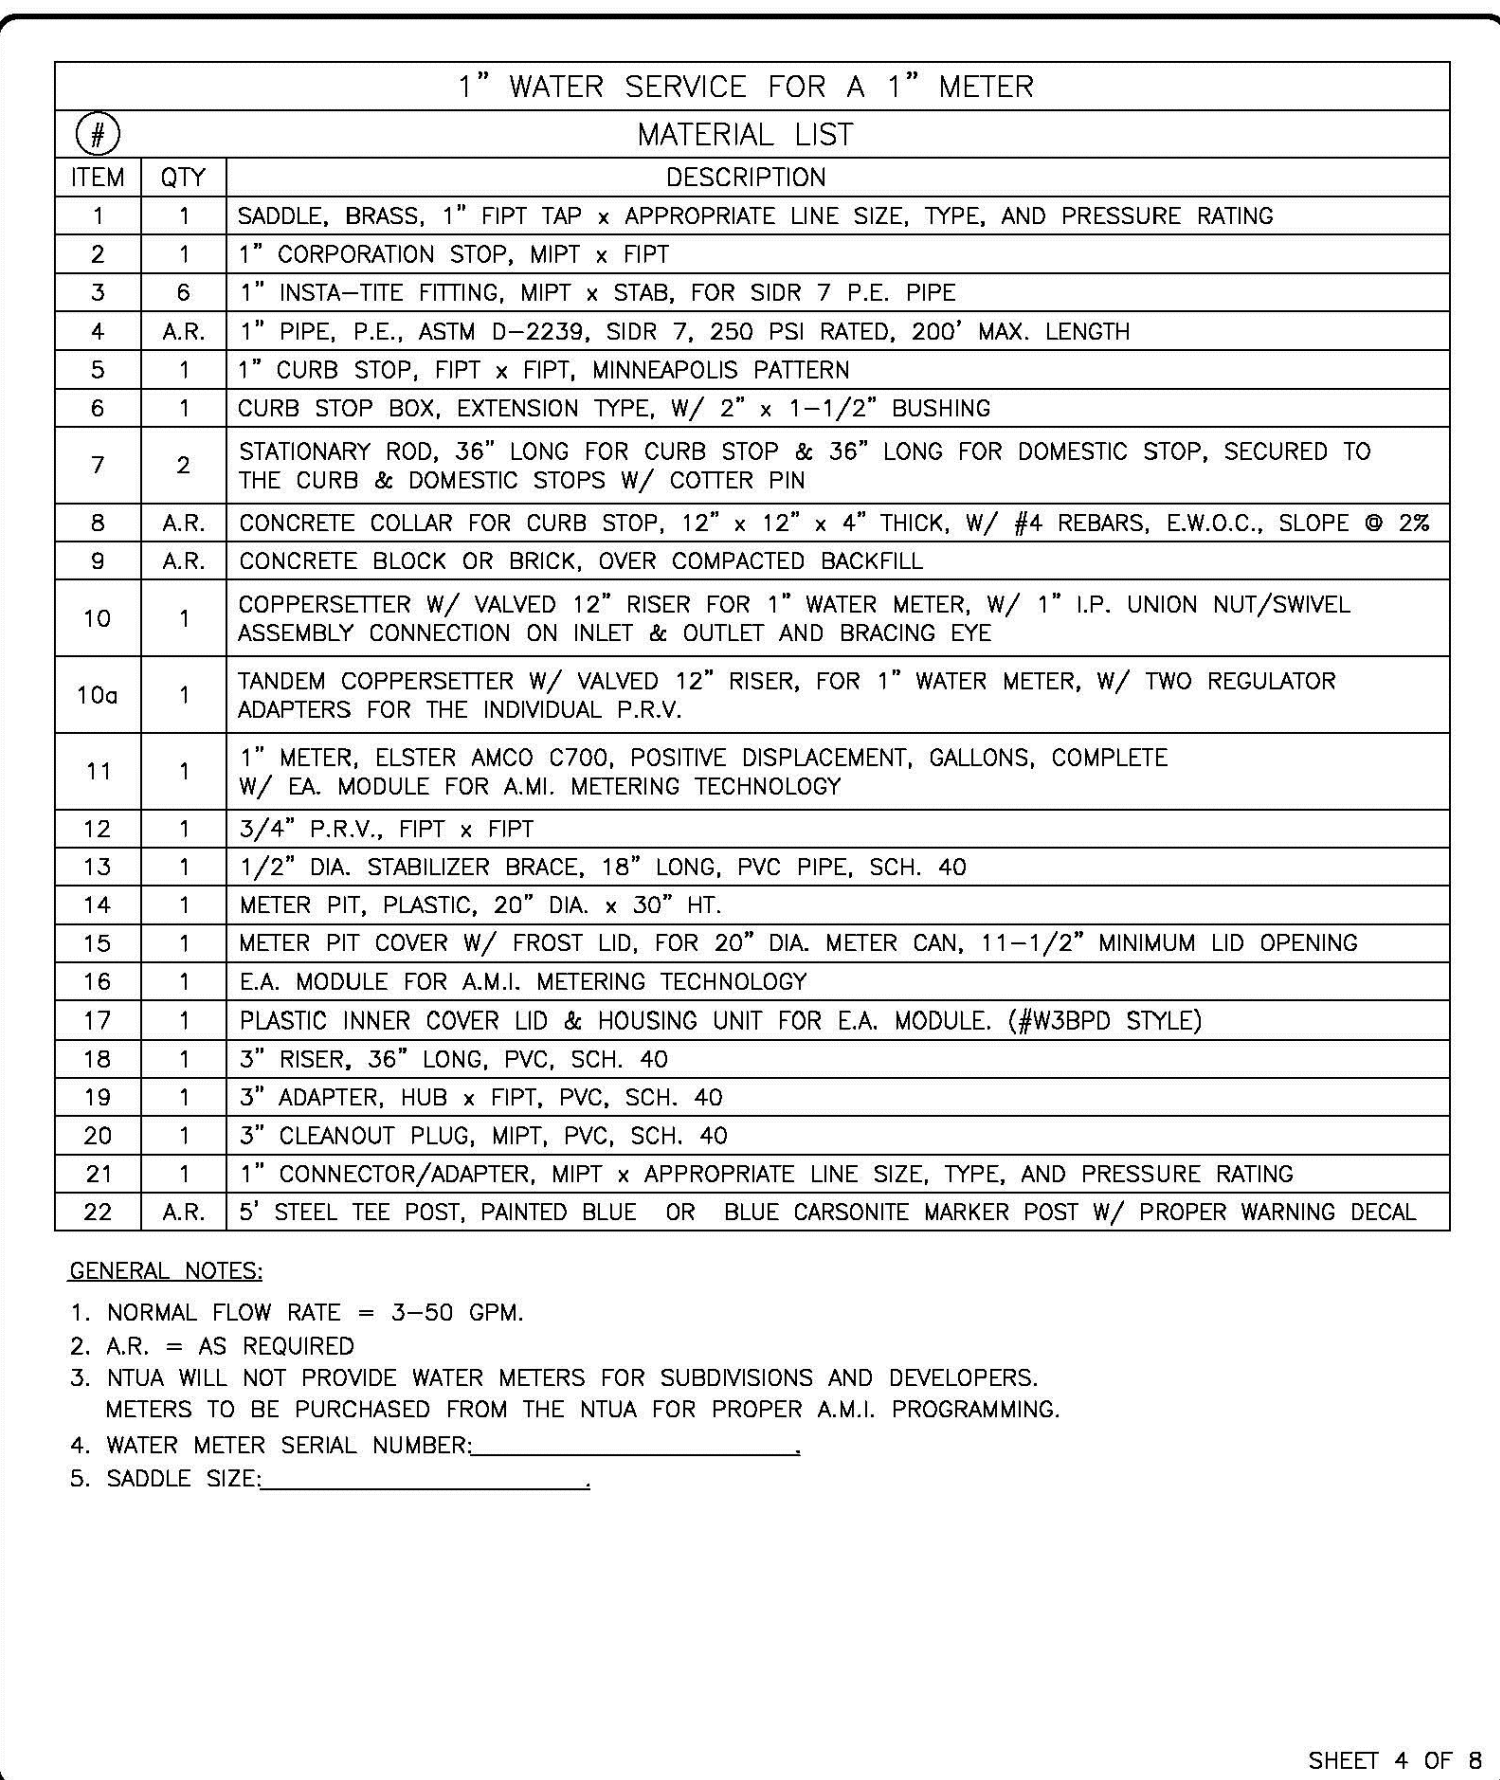 1" WATER SERVICE FOR A 1" METER
# MATERIAL LIST
ITEM QTY DESCRIPTION
1 1 SADDLE, BRASS, 1" FIPT TAP x APPROPRIATE LINE SIZE, TYPE, AND PRESSURE RATING
2 1 1" CORPORATION STOP, MIPT x FIPT
3 6 1" INSTA-TITE FITTING, MIPT x STAB, FOR SIDR 7 P.E. PIPE
4 A.R. 1" PIPE, P.E., ASTM D-2239, SIDR 7, 250 PSI RATED, 200' MAX. LENGTH
5 1 1" CURB STOP, FIPT x FIPT, MINNEAPOLIS PATTERN
6 1 CURB STOP BOX, EXTENSION TYPE, W/ 2" x 1-1/2" BUSHING
7 2 STATIONARY ROD, 36" LONG FOR CURB STOP & 36" LONG FOR DOMESTIC STOP, SECURED TO
THE CURB & DOMESTIC STOPS W/ COTTER PIN
8 A.R. CONCRETE COLLAR FOR CURB STOP, 12" x 12" x 4" THICK, W/ #4 REBARS, E.W.O.C., SLOPE @ 2%
9 A.R. CONCRETE BLOCK OR BRICK, OVER COMPACTED BACKFILL
10 1 COPPERSETTER W/ VALVED 12" RISER FOR 1" WATER METER, W/ 1" I.P. UNION NUT/SWIVEL
ASSEMBLY CONNECTION ON INLET & OUTLET AND BRACING EYE
10a 1 TANDEM COPPERSETTER W/ VALVED 12" RISER, FOR 1" WATER METER, W/ TWO REGULATOR
ADAPTERS FOR THE INDIVIDUAL P.R.V.
11 1 1" METER, ELSTER AMCO C700, POSITIVE DISPLACEMENT, GALLONS, COMPLETE
W/ EA. MODULE FOR A.MI. METERING TECHNOLOGY
12 1 3/4" P.R.V., FIPT x FIPT
13 1 1/2" DIA. STABILIZER BRACE, 18" LONG, PVC PIPE, SCH. 40
14 1 METER PIT, PLASTIC, 20" DIA. x 30" HT.
15 1 METER PIT COVER W/ FROST LID, FOR 20" DIA. METER CAN, 11-1/2" MINIMUM LID OPENING
16 1 E.A. MODULE FOR A.M.I. METERING TECHNOLOGY
17 1 PLASTIC INNER COVER LID & HOUSING UNIT FOR E.A. MODULE. (#W3BPD STYLE)
18 1 3" RISER, 36" LONG, PVC, SCH. 40
19 1 3" ADAPTER, HUB x FIPT, PVC, SCH. 40
20 1 3" CLEANOUT PLUG, MIPT, PVC, SCH. 40
21 1 1" CONNECTOR/ADAPTER, MIPT x APPROPRIATE LINE SIZE, TYPE, AND PRESSURE RATING
22 A.R. 5' STEEL TEE POST, PAINTED BLUE OR BLUE CARSONITE MARKER POST W/ PROPER WARNING DECAL
GENERAL NOTES:
1. NORMAL FLOW RATE = 3-50 GPM.
2. A.R. = AS REQUIRED
3. NTUA WILL NOT PROVIDE WATER METERS FOR SUBDIVISIONS AND DEVELOPERS.
METERS TO BE PURCHASED FROM THE NTUA FOR PROPER A.M.I. PROGRAMMING.
4. WATER METER SERIAL NUMBER:____________________.
5. SADDLE SIZE:____________________.
SHEET 4 OF 8